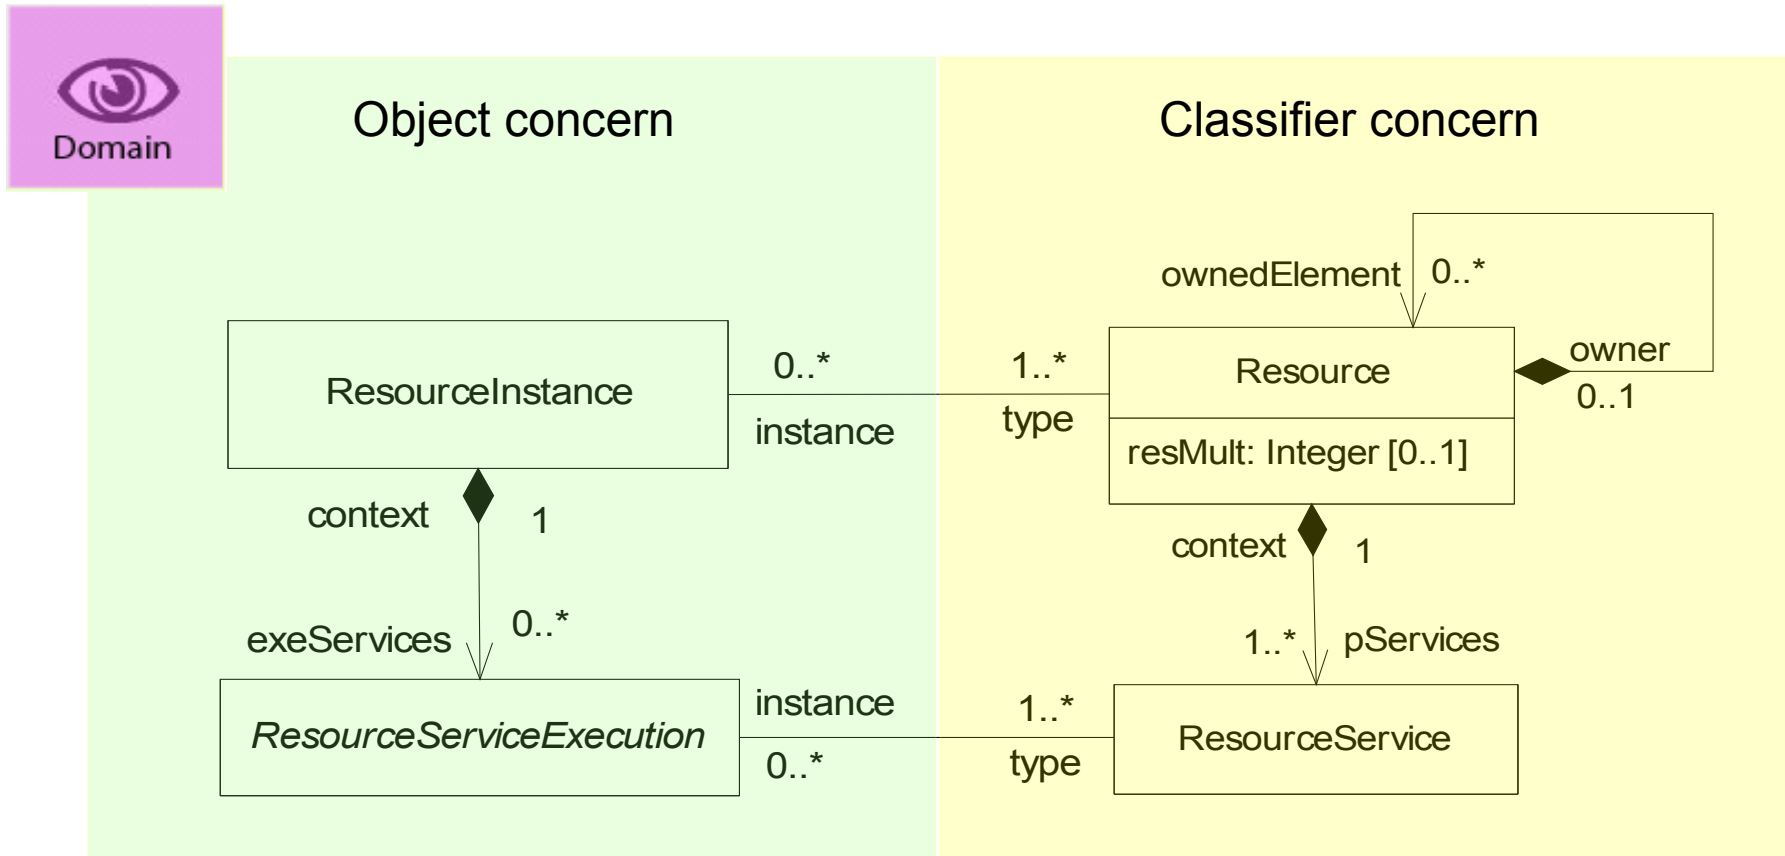 Domain
Object concern
Classifier concern
ownedElement
0..*
ResourceInstance
0..*
instance
1..*
type
Resource
resMult: Integer [0..1]
owner
0..1
context
1
context
1
exeServices
0..*
1..*
pServices
ResourceServiceExecution
instance
0..*
1..*
type
ResourceService